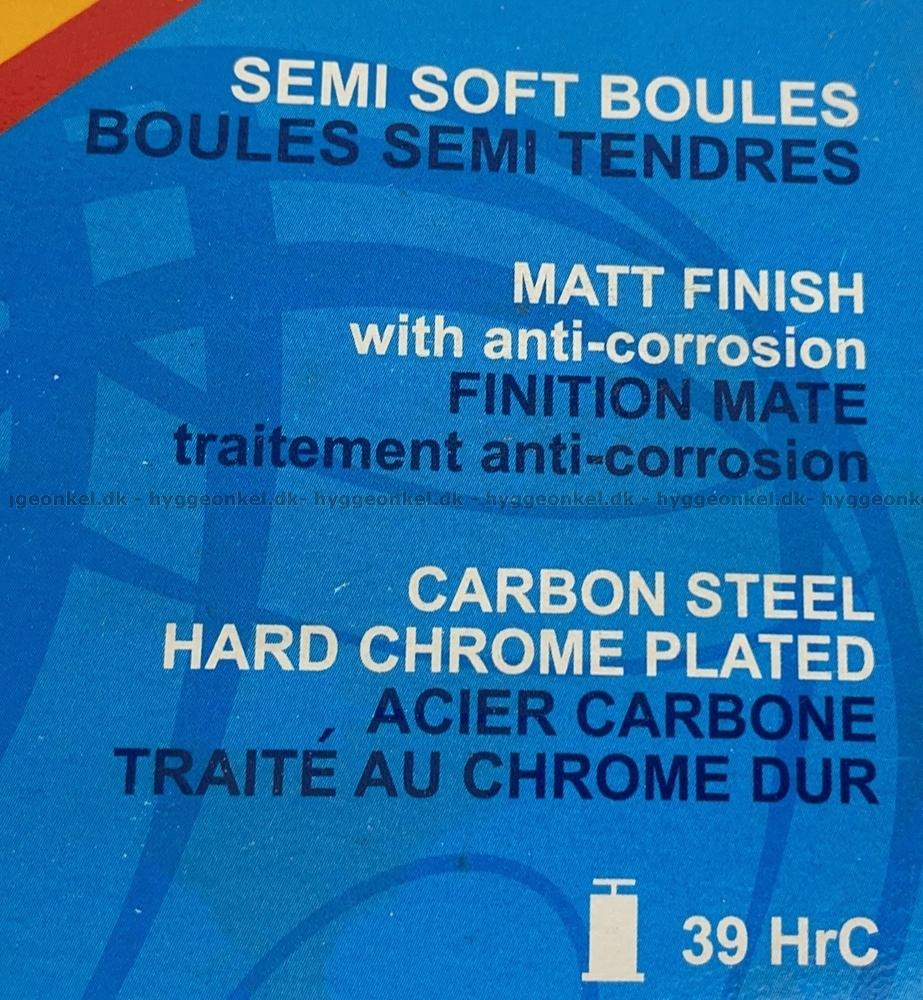 SEMI SOFT BOULES
BOULES SEMI TENDRES
MATT FINISH
with anti-corrosion
FINITION MATE
traitement anti-corrosion
hyggeonkel.dk - hyggeonkel.dk - hyggeonkel.dk - hyggeonkel.dk -
CARBON STEEL
HARD CHROME PLATED
ACIER CARBONE
TRAITÉ AU CHROME DUR
39 HrC